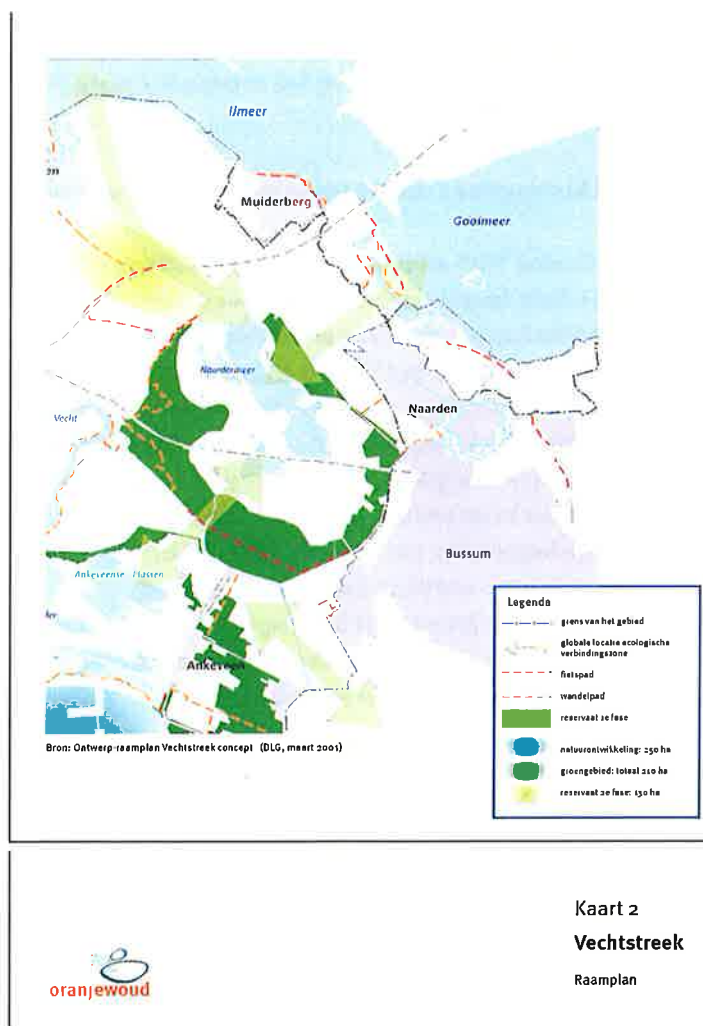 IJmeer
en
Muiderberg
Gooimeer
Naardermeer
Naarden
Vecht
Bussum
Ankeveense Plassen
Ankeveen
Legenda
grens van het gebied
globale locatie ecologische
verbindingszone
fietspad
wandelpad
reservaat 1e fase
natuurontwikkeling: 250 ha
groengebied: totaal 210 ha
reservaat 2e fase: 130 ha
Bron: Ontwerp-raamplan Vechtstreek concept (DLG, maart 2001)
Kaart 2
Vechtstreek
Raamplan
oranjewoud